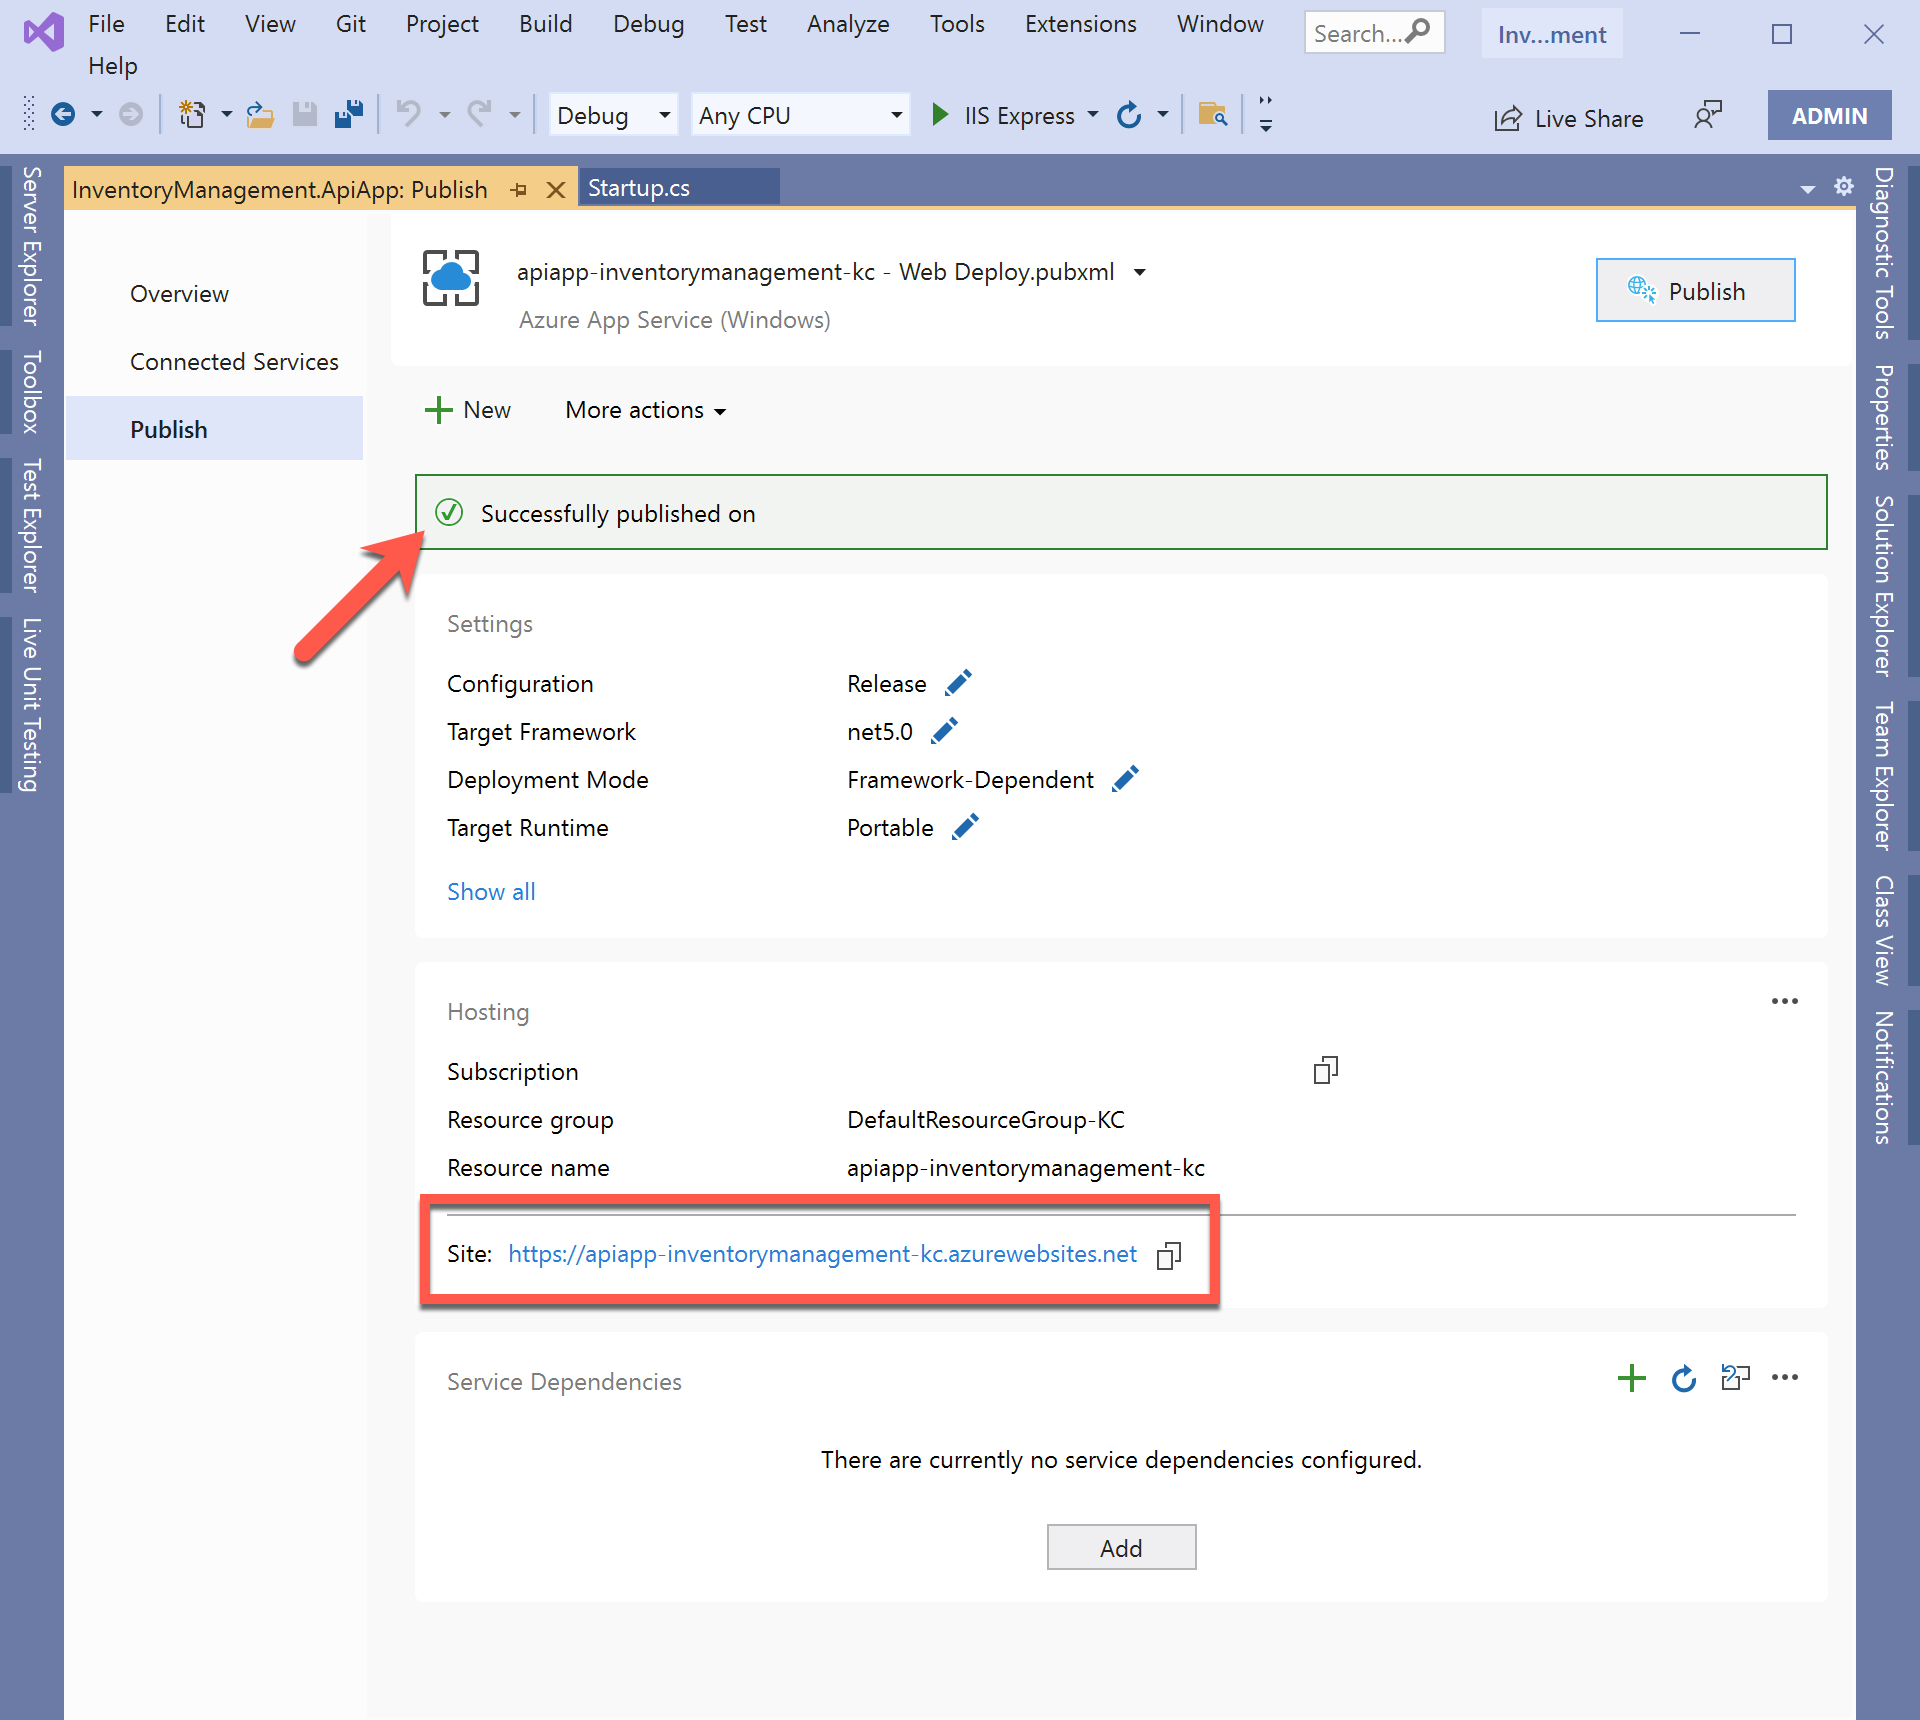 File Edit View Git Project Build Debug Test Analyze Tools Extensions Window Search... Inv...ment
Help
Debug Any CPU IIS Express Live Share ADMIN
InventoryManagement.ApiApp: Publish Startup.cs
Server Explorer
Toolbox
Test Explorer
Live Unit Testing
Overview
Connected Services
Publish
apiapp-inventorymanagement-kc - Web Deploy.pubxml
Azure App Service (Windows)
Publish
New More actions
Successfully published on
Settings
Configuration Release
Target Framework net5.0
Deployment Mode Framework-Dependent
Target Runtime Portable
Show all
Hosting
Subscription
Resource group DefaultResourceGroup-KC
Resource name apiapp-inventorymanagement-kc
Site: https://apiapp-inventorymanagement-kc.azurewebsites.net
Service Dependencies
There are currently no service dependencies configured.
Add
Diagnostic Tools
Properties
Solution Explorer
Team Explorer
Class View
Notifications